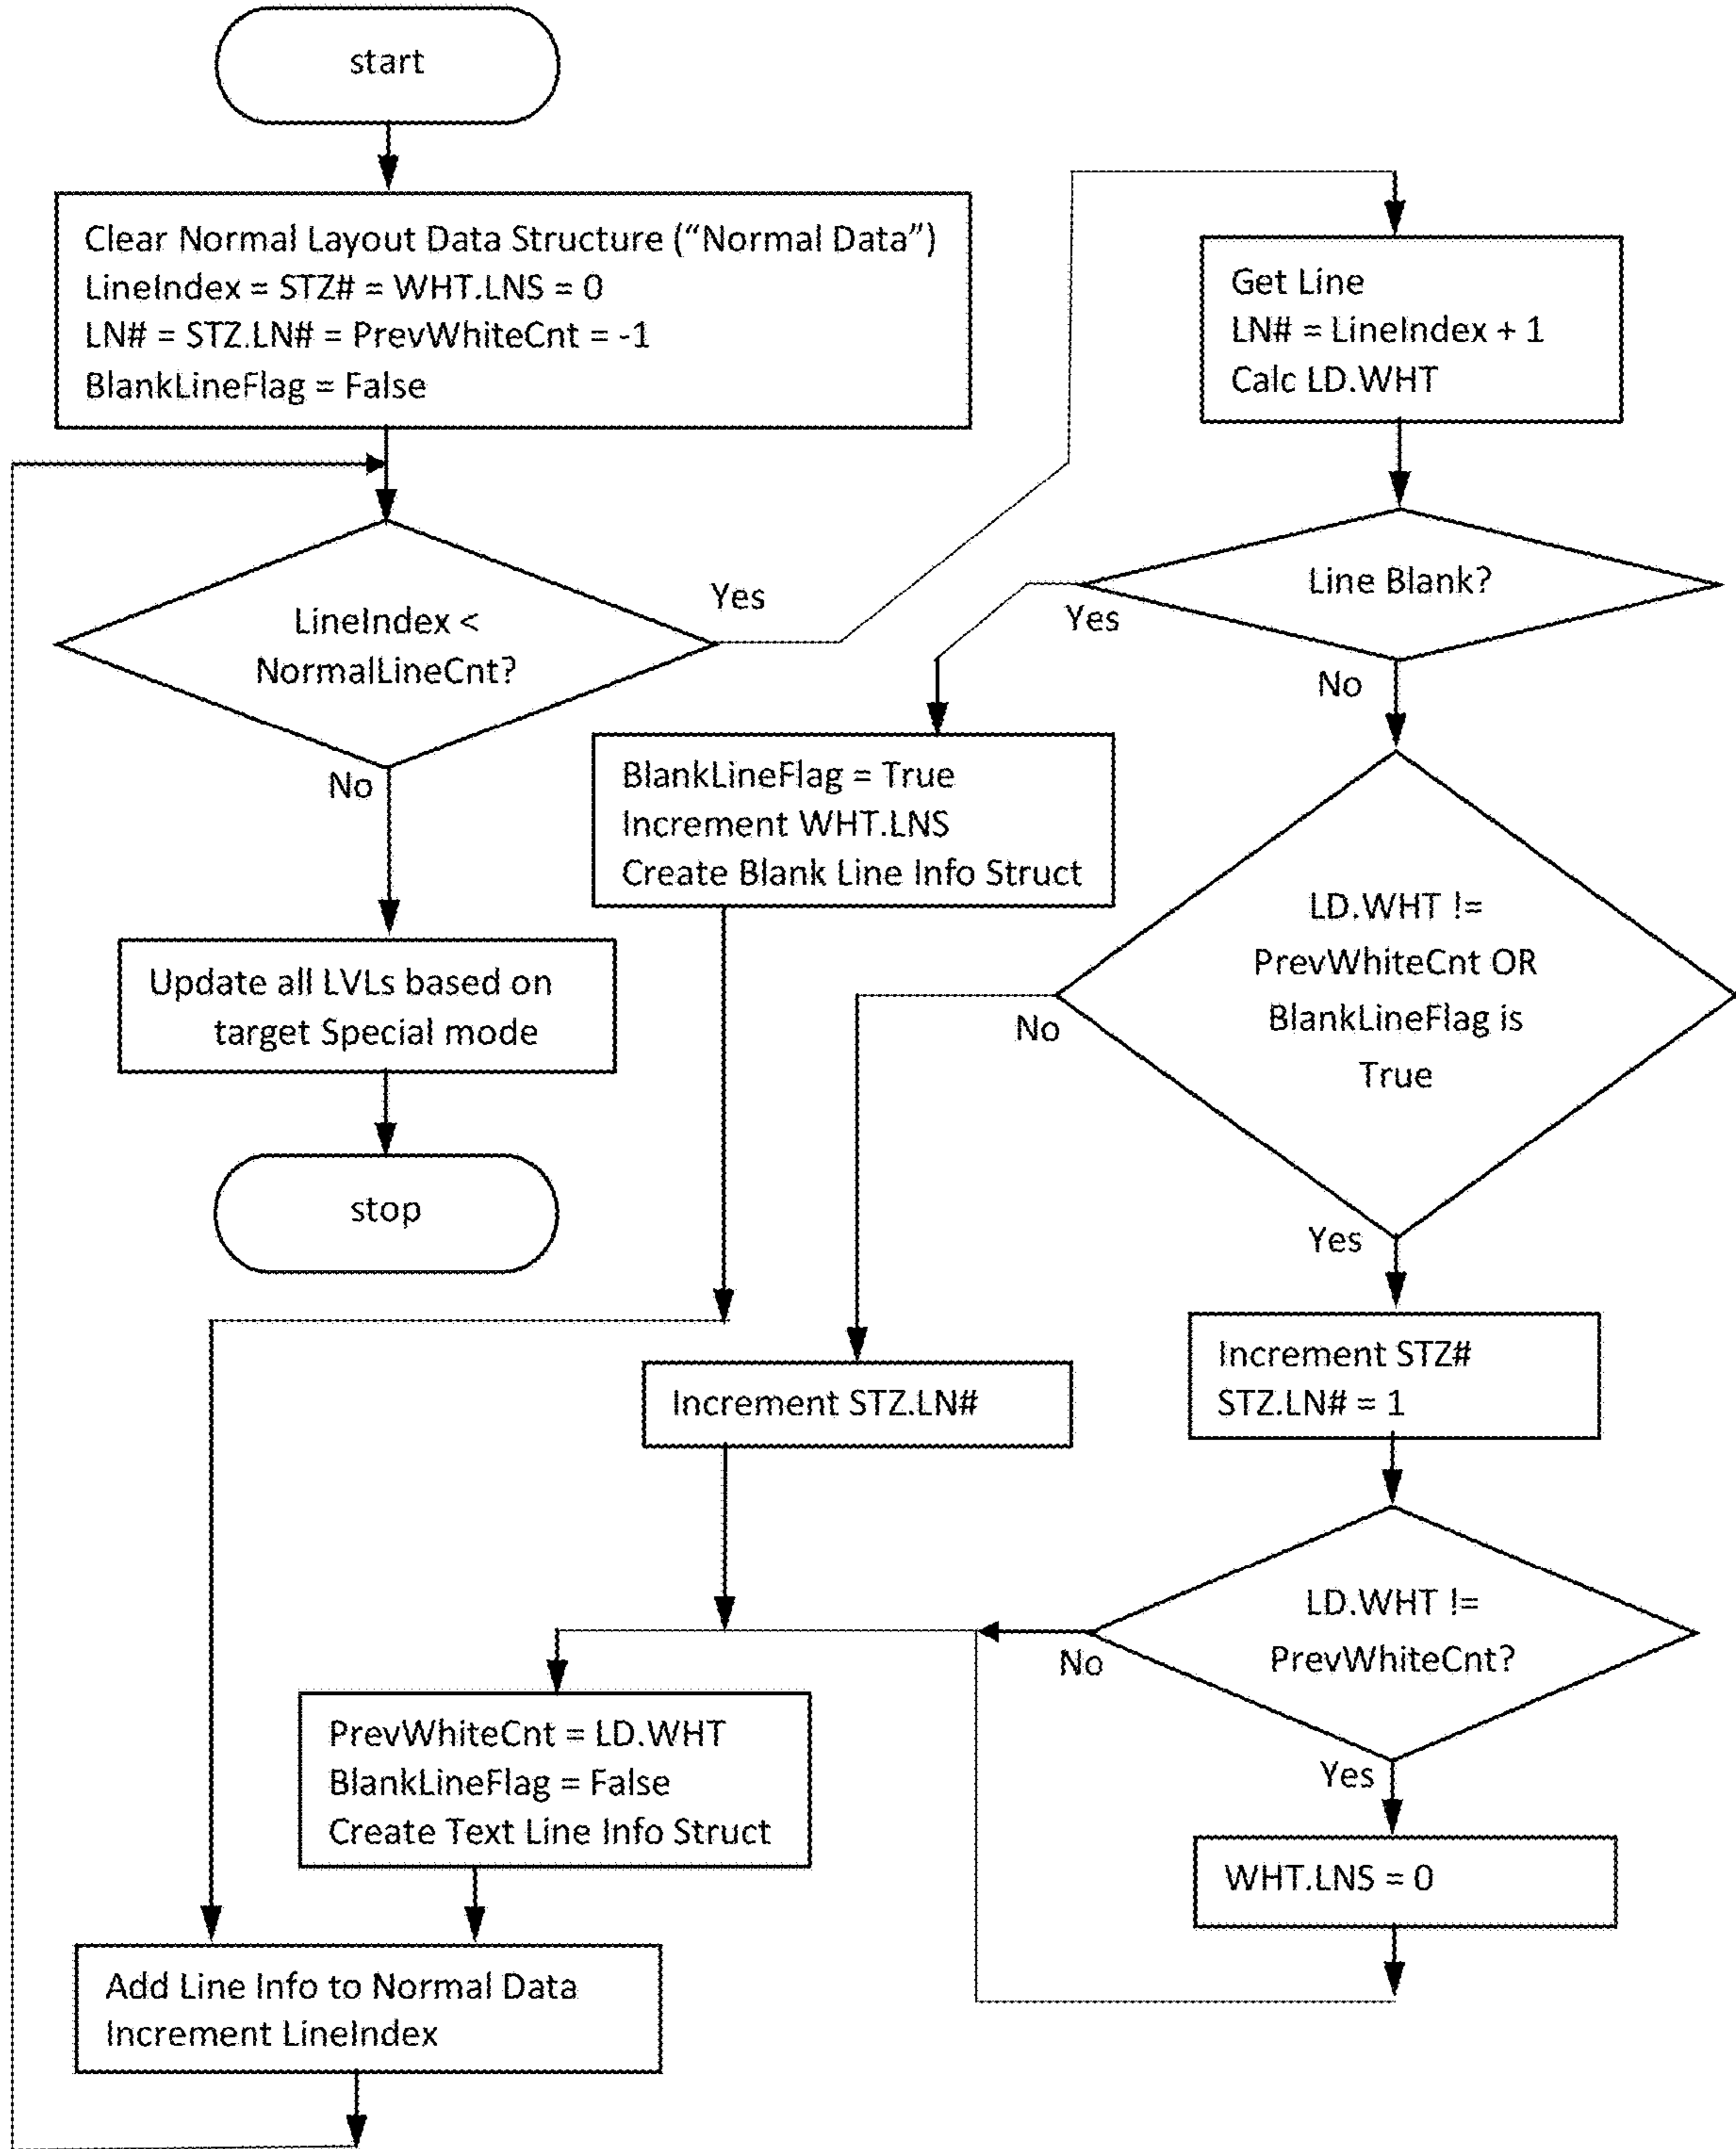 start
Clear Normal Layout Data Structure (“Normal Data”)
LineIndex = STZ# = WHT.LNS = 0
LN# = STZ.LN# = PrevWhiteCnt = -1
BlankLineFlag = False
LineIndex <
NormalLineCnt?
Yes
No
Update all LVLs based on
target Special mode
stop
Get Line
LN# = LineIndex + 1
Calc LD.WHT
Line Blank?
Yes
No
BlankLineFlag = True
Increment WHT.LNS
Create Blank Line Info Struct
LD.WHT !=
PrevWhiteCnt OR
BlankLineFlag is
True
No
Yes
Increment STZ.LN#
Increment STZ#
STZ.LN# = 1
LD.WHT !=
PrevWhiteCnt?
No
Yes
WHT.LNS = 0
PrevWhiteCnt = LD.WHT
BlankLineFlag = False
Create Text Line Info Struct
Add Line Info to Normal Data
Increment LineIndex